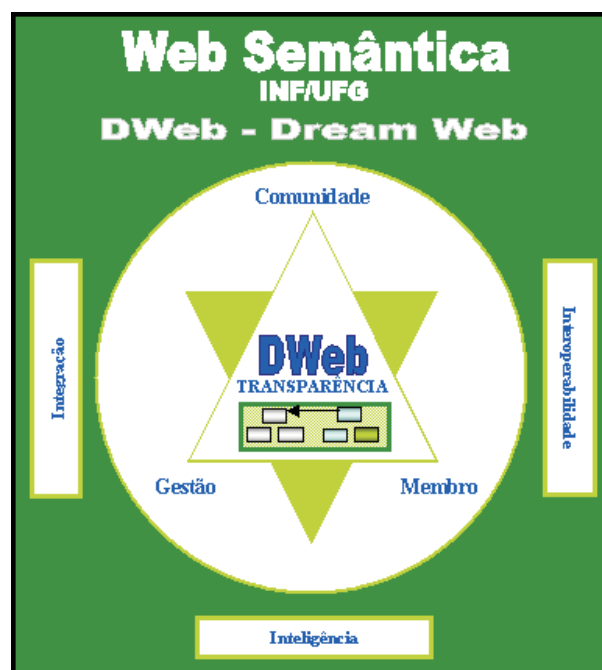 Web Semântica
INF/UFG
DWeb - Dream Web
Comunidade
Integração
Interoperabilidade
DWeb
TRANSPARÊNCIA
Gestão
Membro
Inteligência